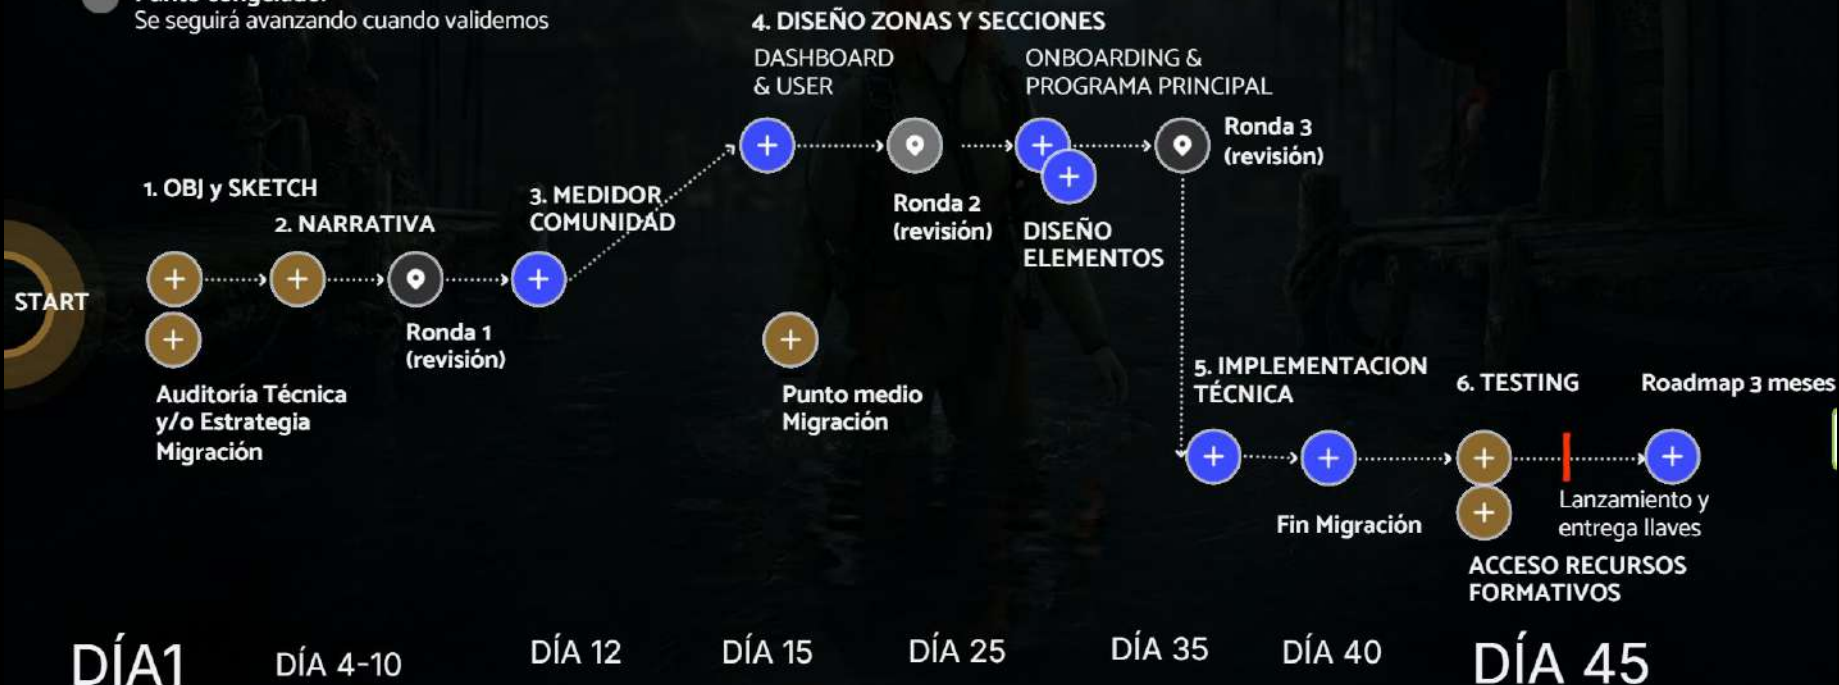 Se seguirá avanzando cuando validemos
4. DISEÑO ZONAS Y SECCIONES
DASHBOARD
& USER
ONBOARDING &
PROGRAMA PRINCIPAL
Ronda 3
(revisión)
1. OBJ y SKETCH
2. NARRATIVA
3. MEDIDOR
COMUNIDAD
Ronda 2
(revisión)
DISEÑO
ELEMENTOS
START
Ronda 1
(revisión)
Auditoría Técnica
y/o Estrategia
Migración
Punto medio
Migración
5. IMPLEMENTACION
TÉCNICA
6. TESTING
Roadmap 3 meses
Fin Migración
Lanzamiento y
entrega llaves
ACCESO RECURSOS
FORMATIVOS
DÍA1
DÍA 4-10
DÍA 12
DÍA 15
DÍA 25
DÍA 35
DÍA 40
DÍA 45